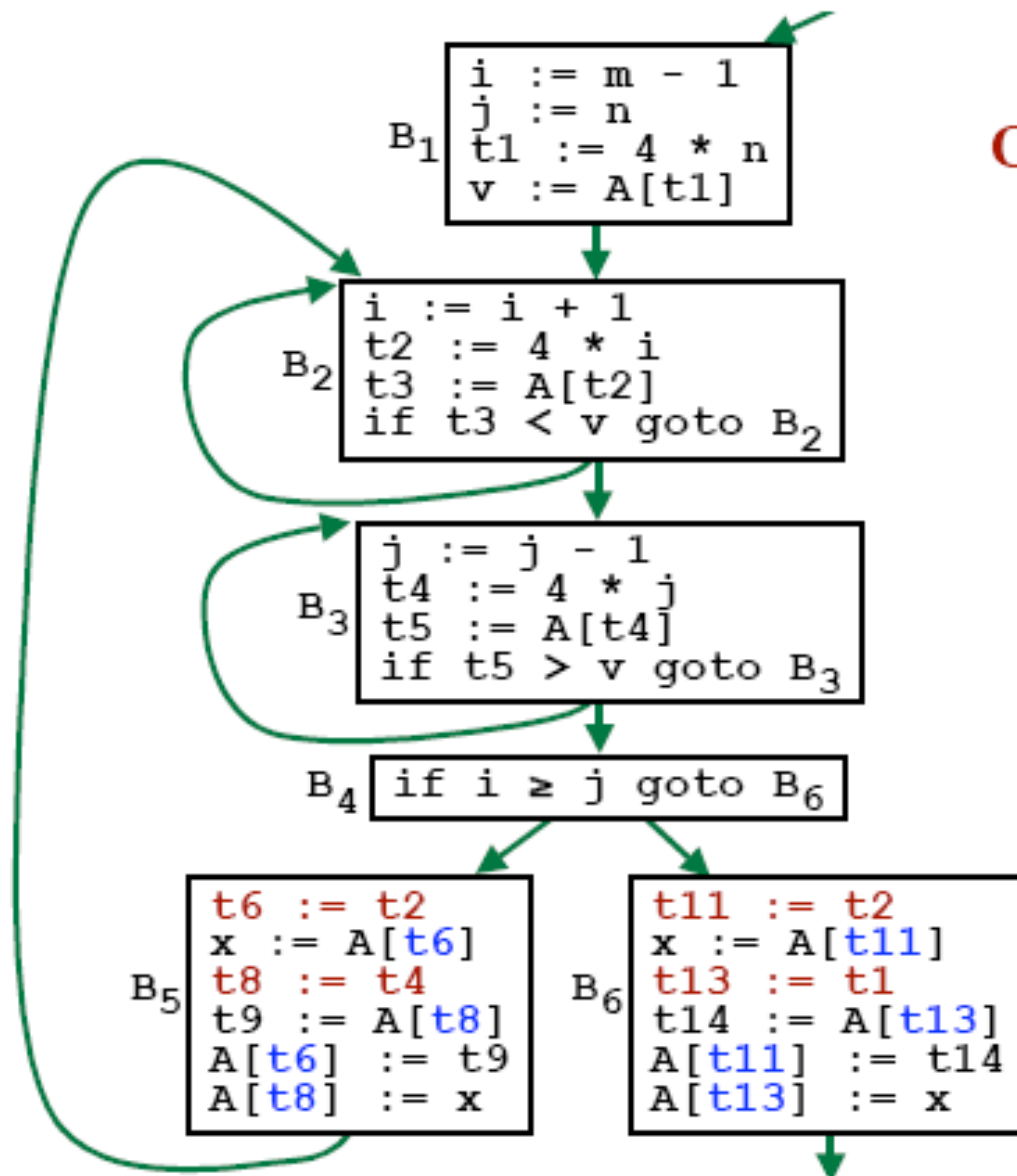 i := m - 1
j := n
t1 := 4 * n
v := A[t1]
B1
C
i := i + 1
t2 := 4 * i
t3 := A[t2]
if t3 < v goto B2
B2
j := j - 1
t4 := 4 * j
t5 := A[t4]
if t5 > v goto B3
B3
B4
if i ≥ j goto B6
B5
t6 := t2
x := A[t6]
t8 := t4
t9 := A[t8]
A[t6] := t9
A[t8] := x
B6
t11 := t2
x := A[t11]
t13 := t1
t14 := A[t13]
A[t11] := t14
A[t13] := x